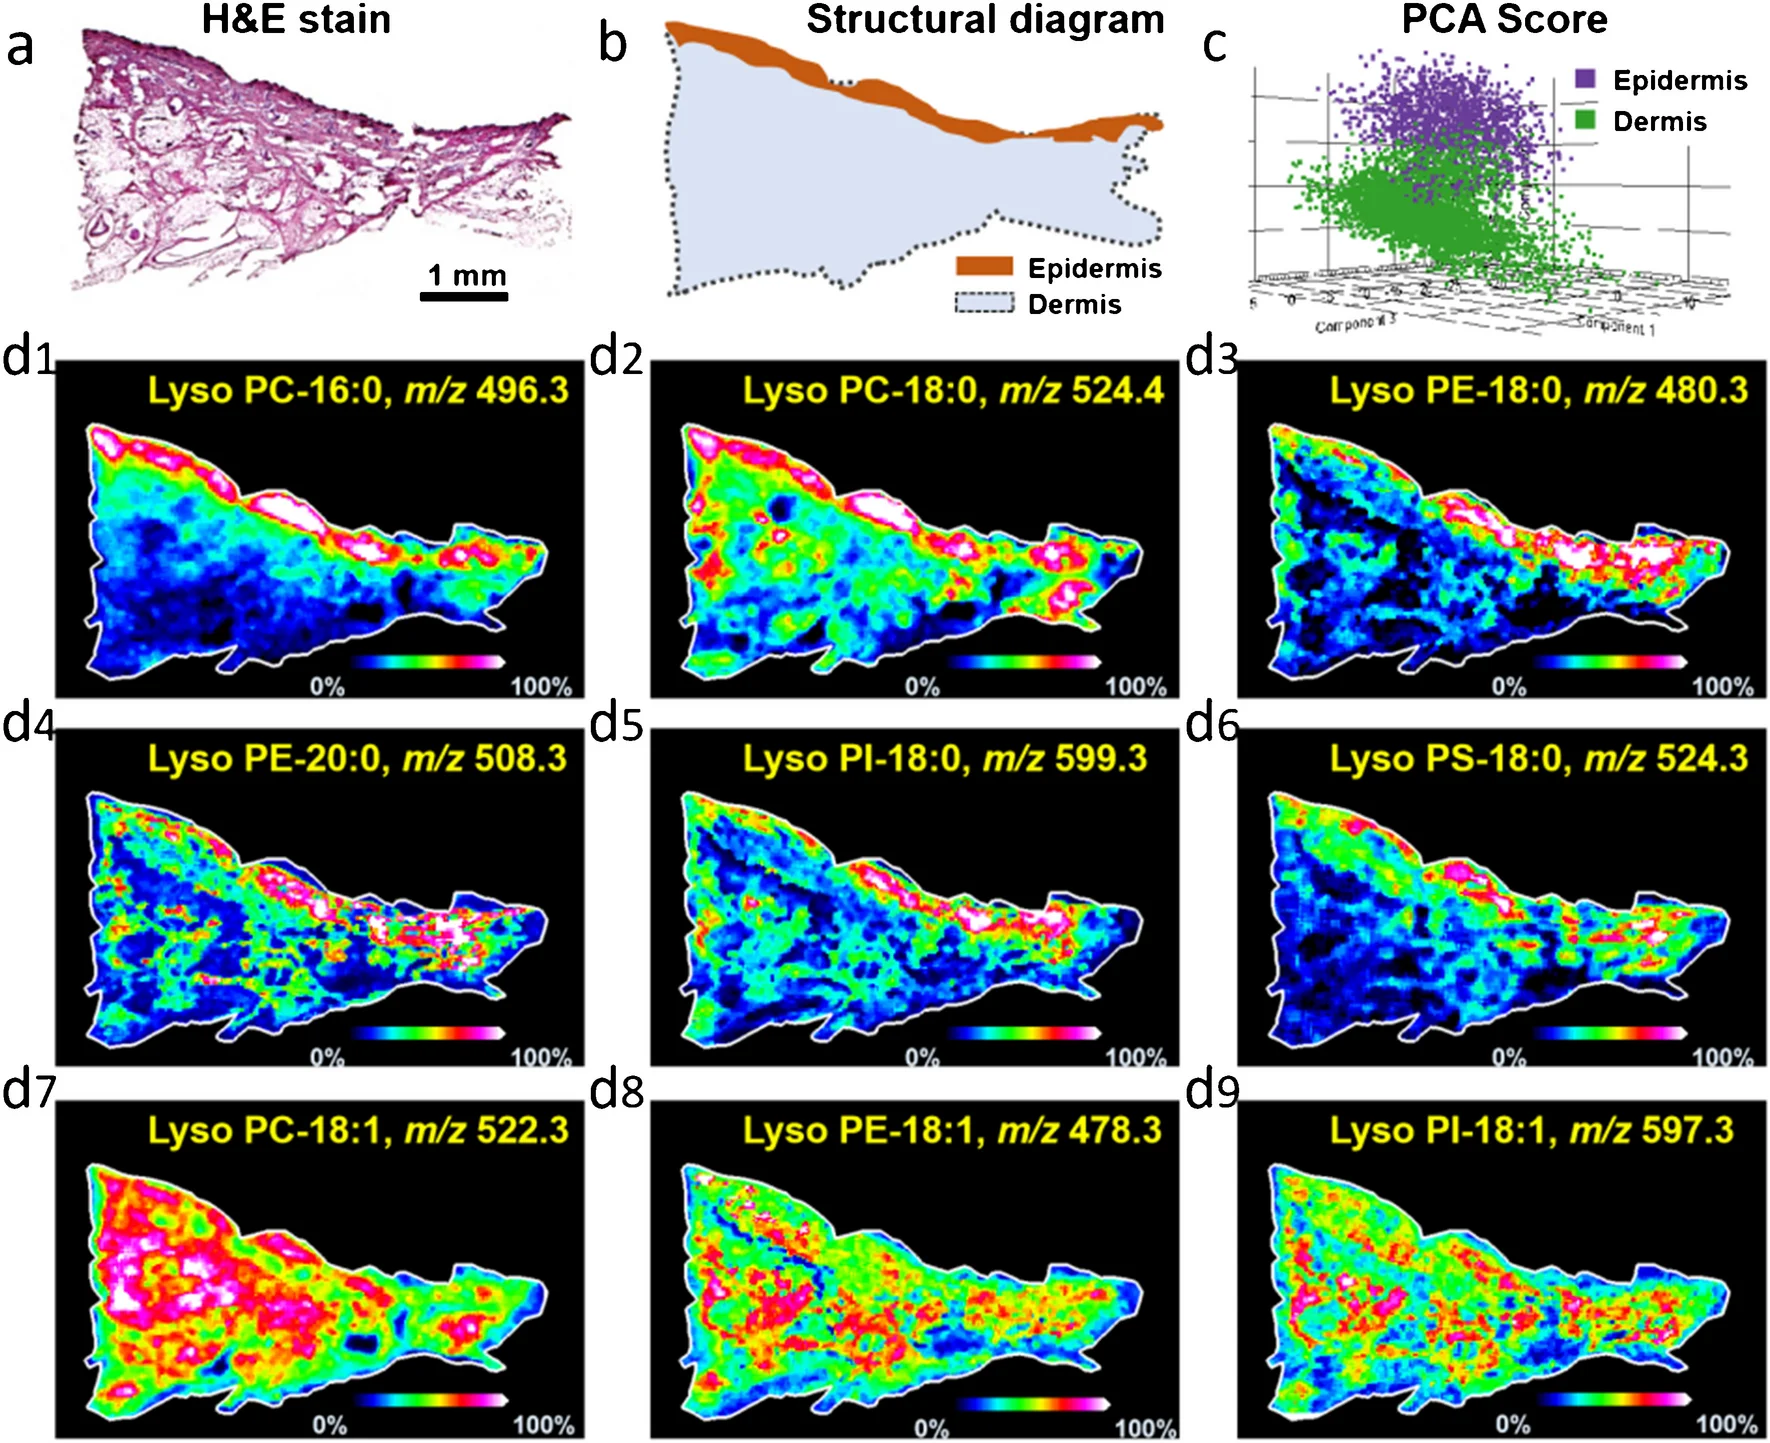 a
H&E stain
1 mm
b
Structural diagram
Epidermis
Dermis
c
PCA Score
Epidermis
Dermis
Component 3
Component 1
d1
Lyso PC-16:0, m/z 496.3
0% 100%
d2
Lyso PC-18:0, m/z 524.4
0% 100%
d3
Lyso PE-18:0, m/z 480.3
0% 100%
d4
Lyso PE-20:0, m/z 508.3
0% 100%
d5
Lyso PI-18:0, m/z 599.3
0% 100%
d6
Lyso PS-18:0, m/z 524.3
0% 100%
d7
Lyso PC-18:1, m/z 522.3
0% 100%
d8
Lyso PE-18:1, m/z 478.3
0% 100%
d9
Lyso PI-18:1, m/z 597.3
0% 100%